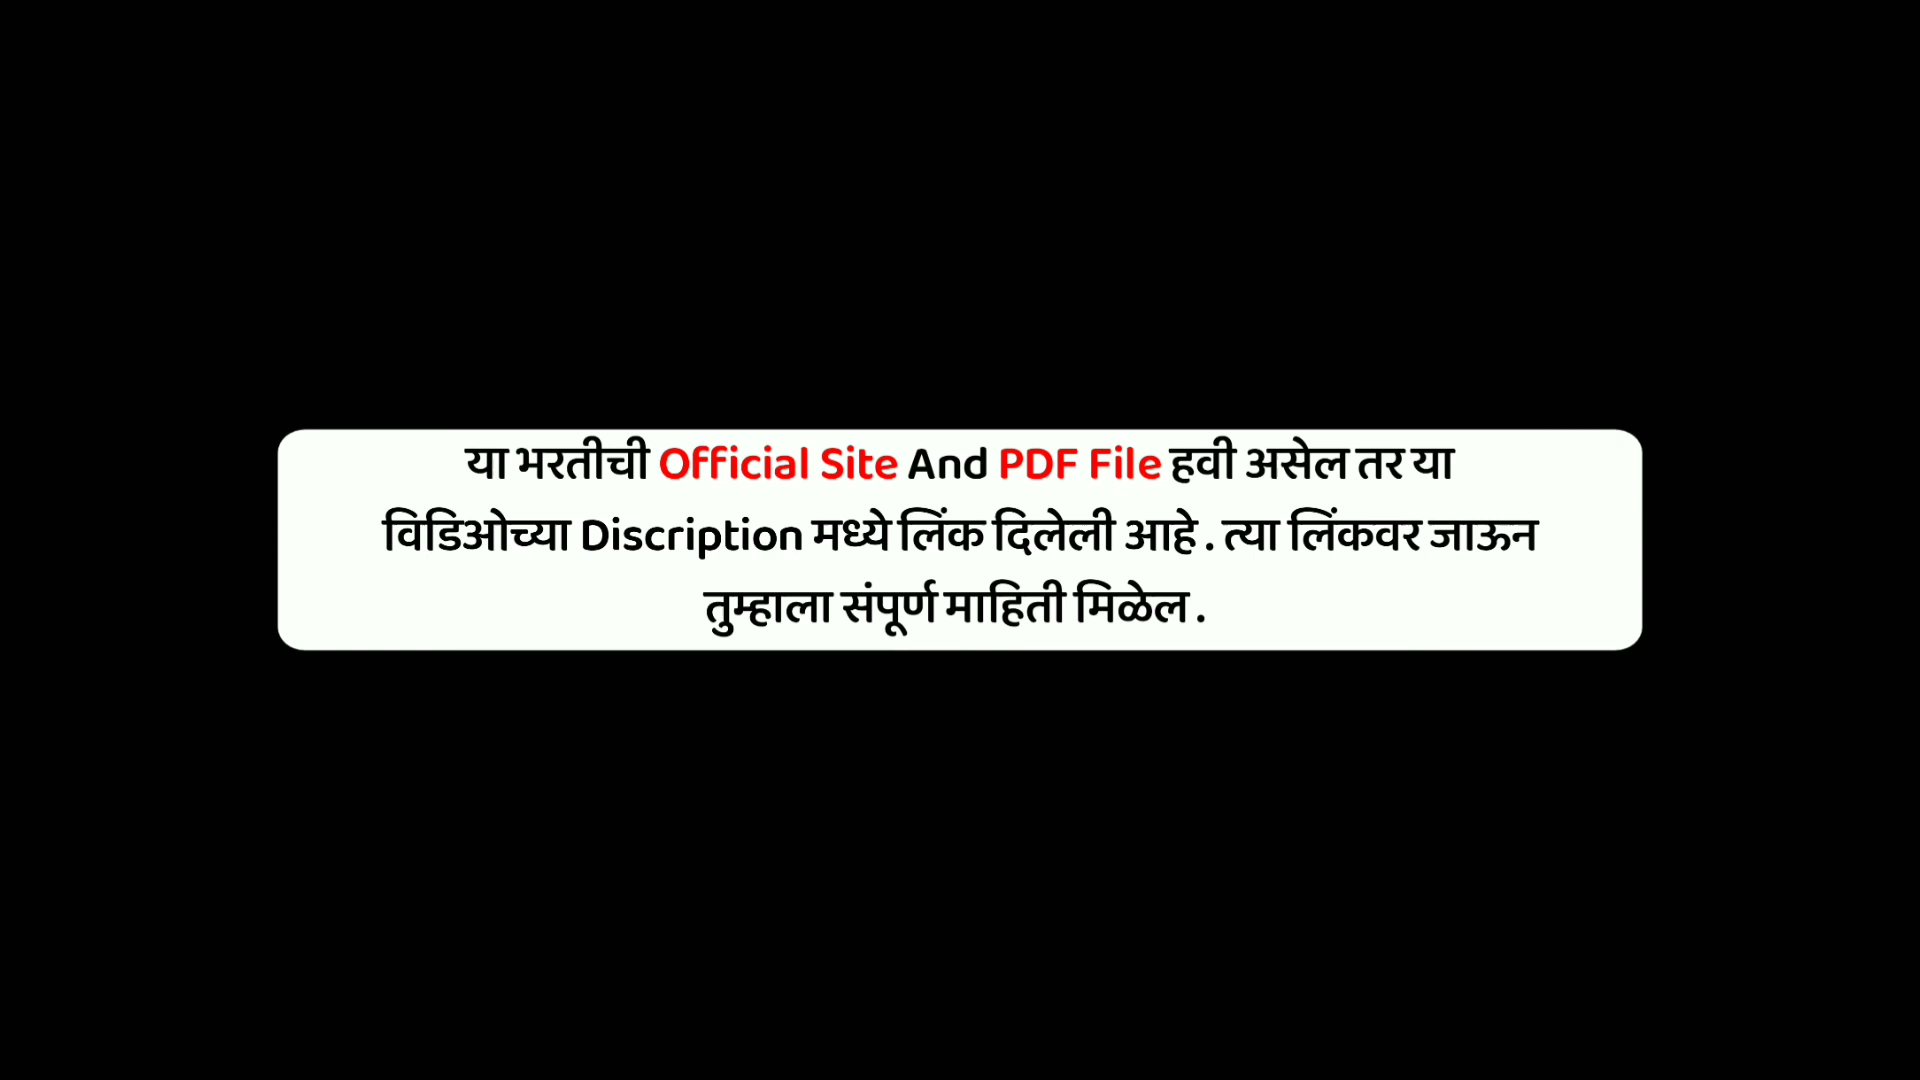 या भरतीची Official Site And PDF File हवी असेल तर या
विडिओच्या Discription मध्ये लिंक दिलेली आहे . त्या लिंकवर जाऊन
तुम्हाला संपूर्ण माहिती मिळेल .